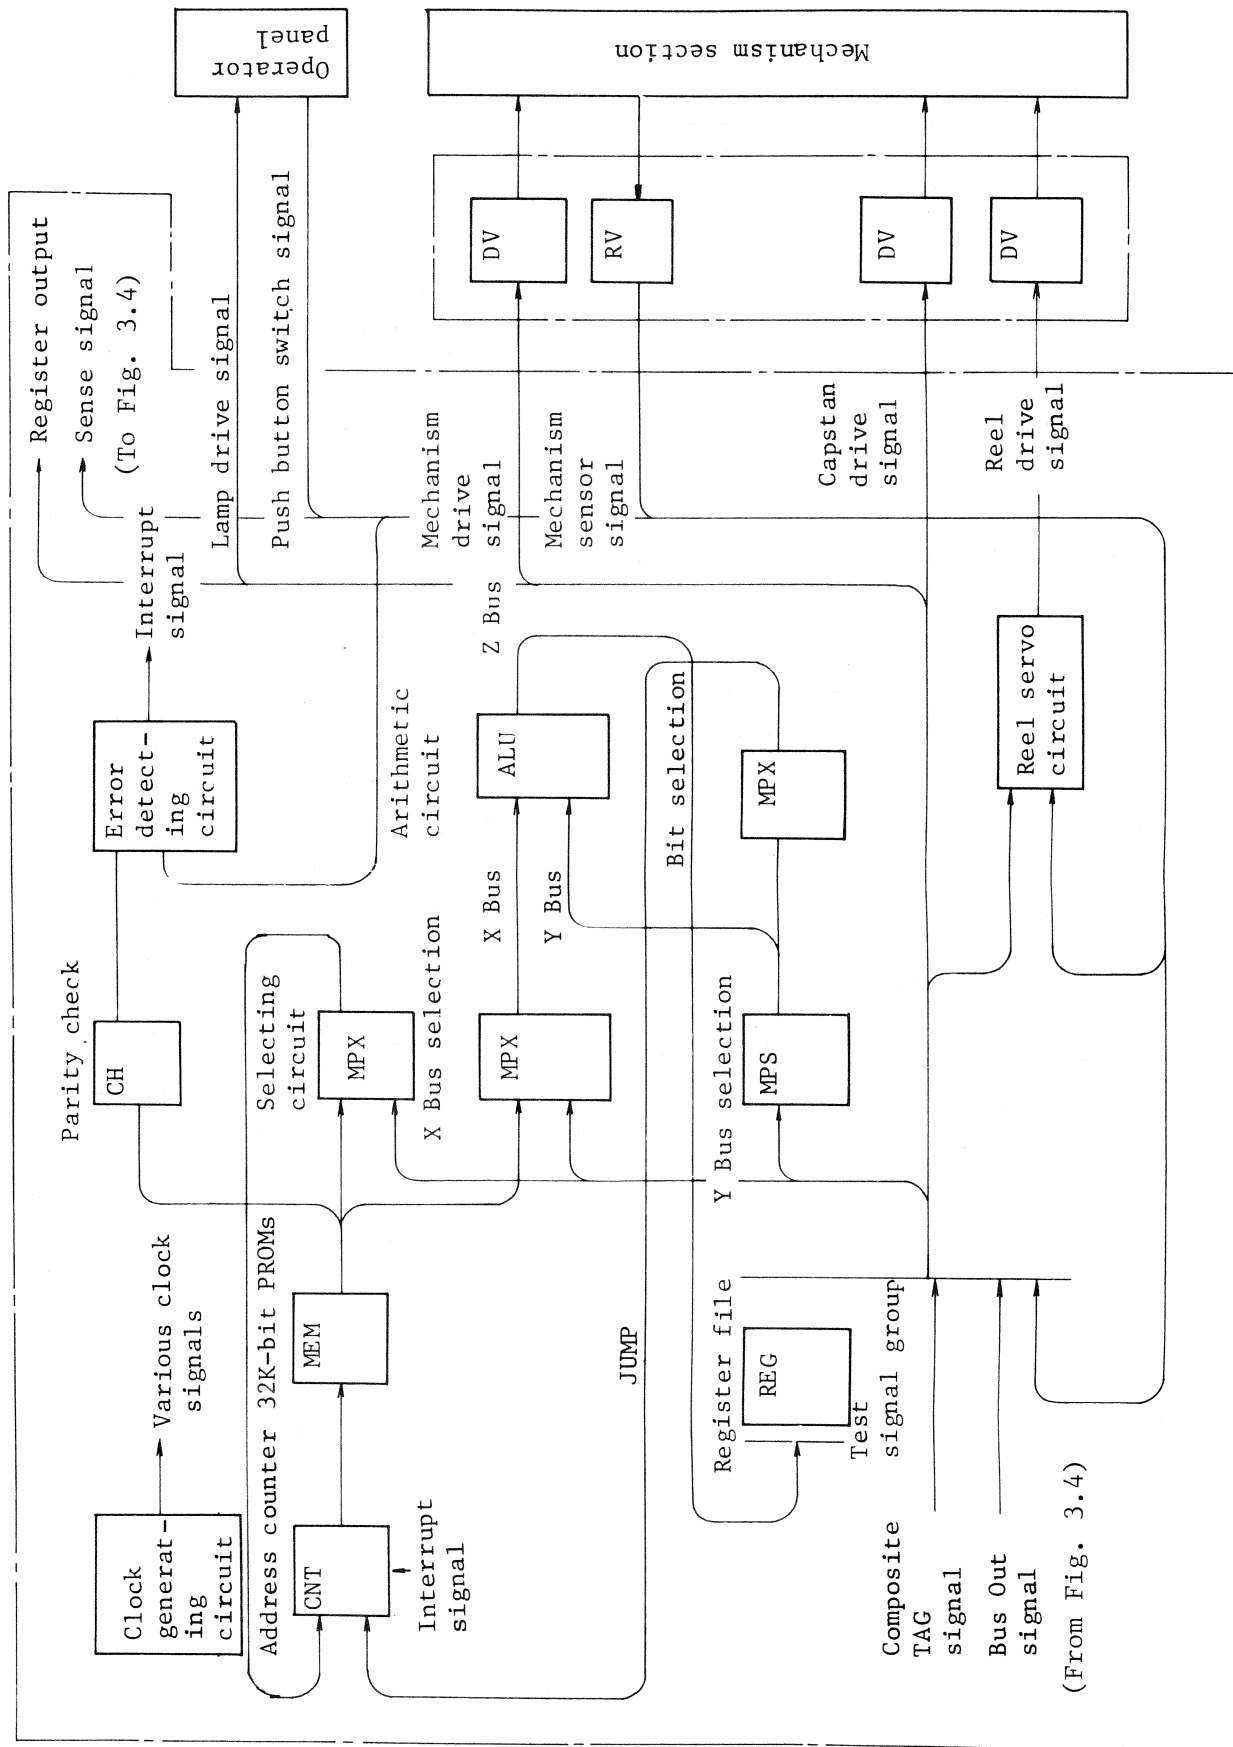 Clock
generat-
ing
circuit
Various clock
signals
Parity check
CH
Error
detect-
ing
circuit
Interrupt
signal
Register output
Sense signal
(To Fig. 3.4)
Operator
panel
Lamp drive signal
Push button switch signal
Address counter
32K-bit PROMs
CNT
MEM
Interrupt
signal
Selecting
circuit
MPX
X Bus selection
MPX
Arithmetic
circuit
X Bus
Y Bus
ALU
Z Bus
Mechanism
drive
signal
Mechanism
sensor
signal
DV
RV
Mechanism section
JUMP
Bit selection
Register file
REG
Y Bus selection
MPS
MPX
Test
signal group
Capstan
drive
signal
DV
Composite
TAG
signal
Bus Out
signal
(From Fig. 3.4)
Reel servo
circuit
Reel
drive
signal
DV